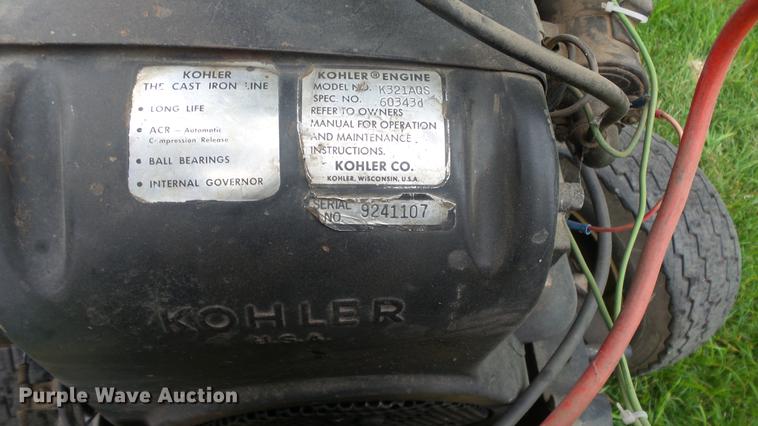 KOHLER
THE CAST IRON LINE
• LONG LIFE
• ACR — Automatic
Compression Release
• BALL BEARINGS
• INTERNAL GOVERNOR
KOHLER® ENGINE
MODEL NO. K321AQS
SPEC. NO. 60343d
REFER TO OWNERS
MANUAL FOR OPERATION
AND MAINTENANCE
INSTRUCTIONS.
KOHLER CO.
KOHLER, WISCONSIN, U.S.A.
SERIAL
NO. 9241107
KOHLER
U.S.A.
Purple Wave Auction